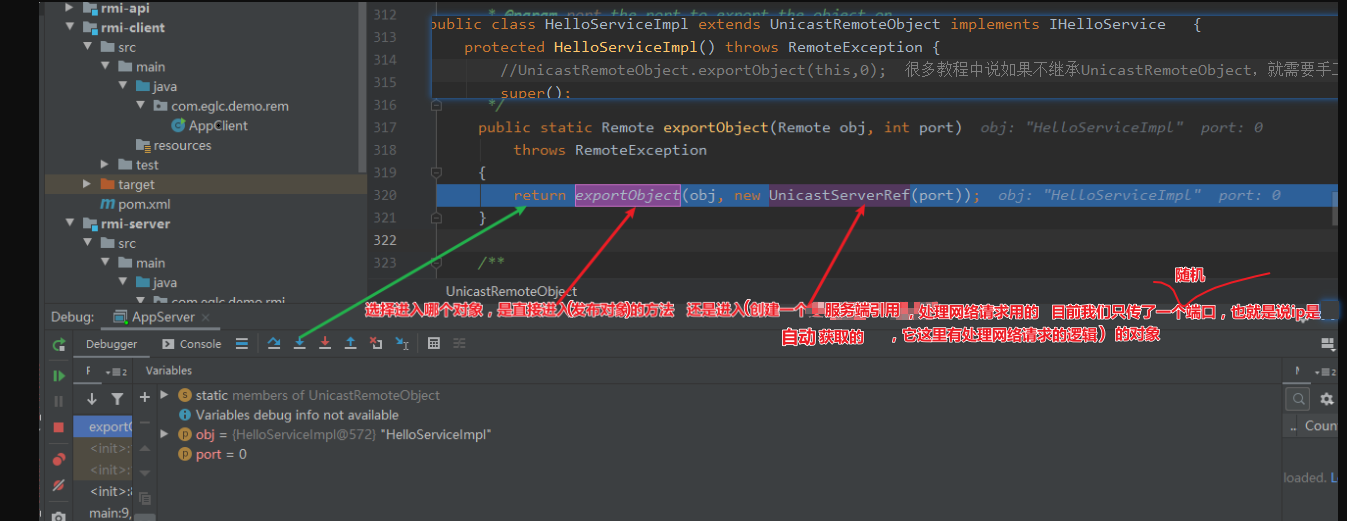 rmi-api
rmi-client
src
main
java
com.eglc.demo.rem
AppClient
resources
test
target
pom.xml
rmi-server
src
main
java
com.eglc.demo.rmi
312 * @param port the port to export the object on
313
314
315
316 */
public class HelloServiceImpl extends UnicastRemoteObject implements IHelloService {
protected HelloServiceImpl() throws RemoteException {
//UnicastRemoteObject.exportObject(this,0); 很多教程中说如果不继承UnicastRemoteObject，就需要手
super();
317 public static Remote exportObject(Remote obj, int port) obj: "HelloServiceImpl" port: 0
318 throws RemoteException
319 {
320 return exportObject(obj, new UnicastServerRef(port)); obj: "HelloServiceImpl" port: 0
321 }
322
323 /**
UnicastRemoteObject
随机
选择进入哪个对象，是直接进入(发布对象)的方法 还是进入(创建一个 服务端引用 ，处理网络请求用的 目前我们只传了一个端口，也就是说ip是
自动 获取的 ，它这里有处理网络请求的逻辑 ）的对象
Debug: AppServer
Debugger Console
F 2 Variables
static members of UnicastRemoteObject
Variables debug info not available
obj = {HelloServiceImpl@572} "HelloServiceImpl"
port = 0
export
<init>:
<init>:
<init>:
main:9,
2
.. Coun
loaded. L